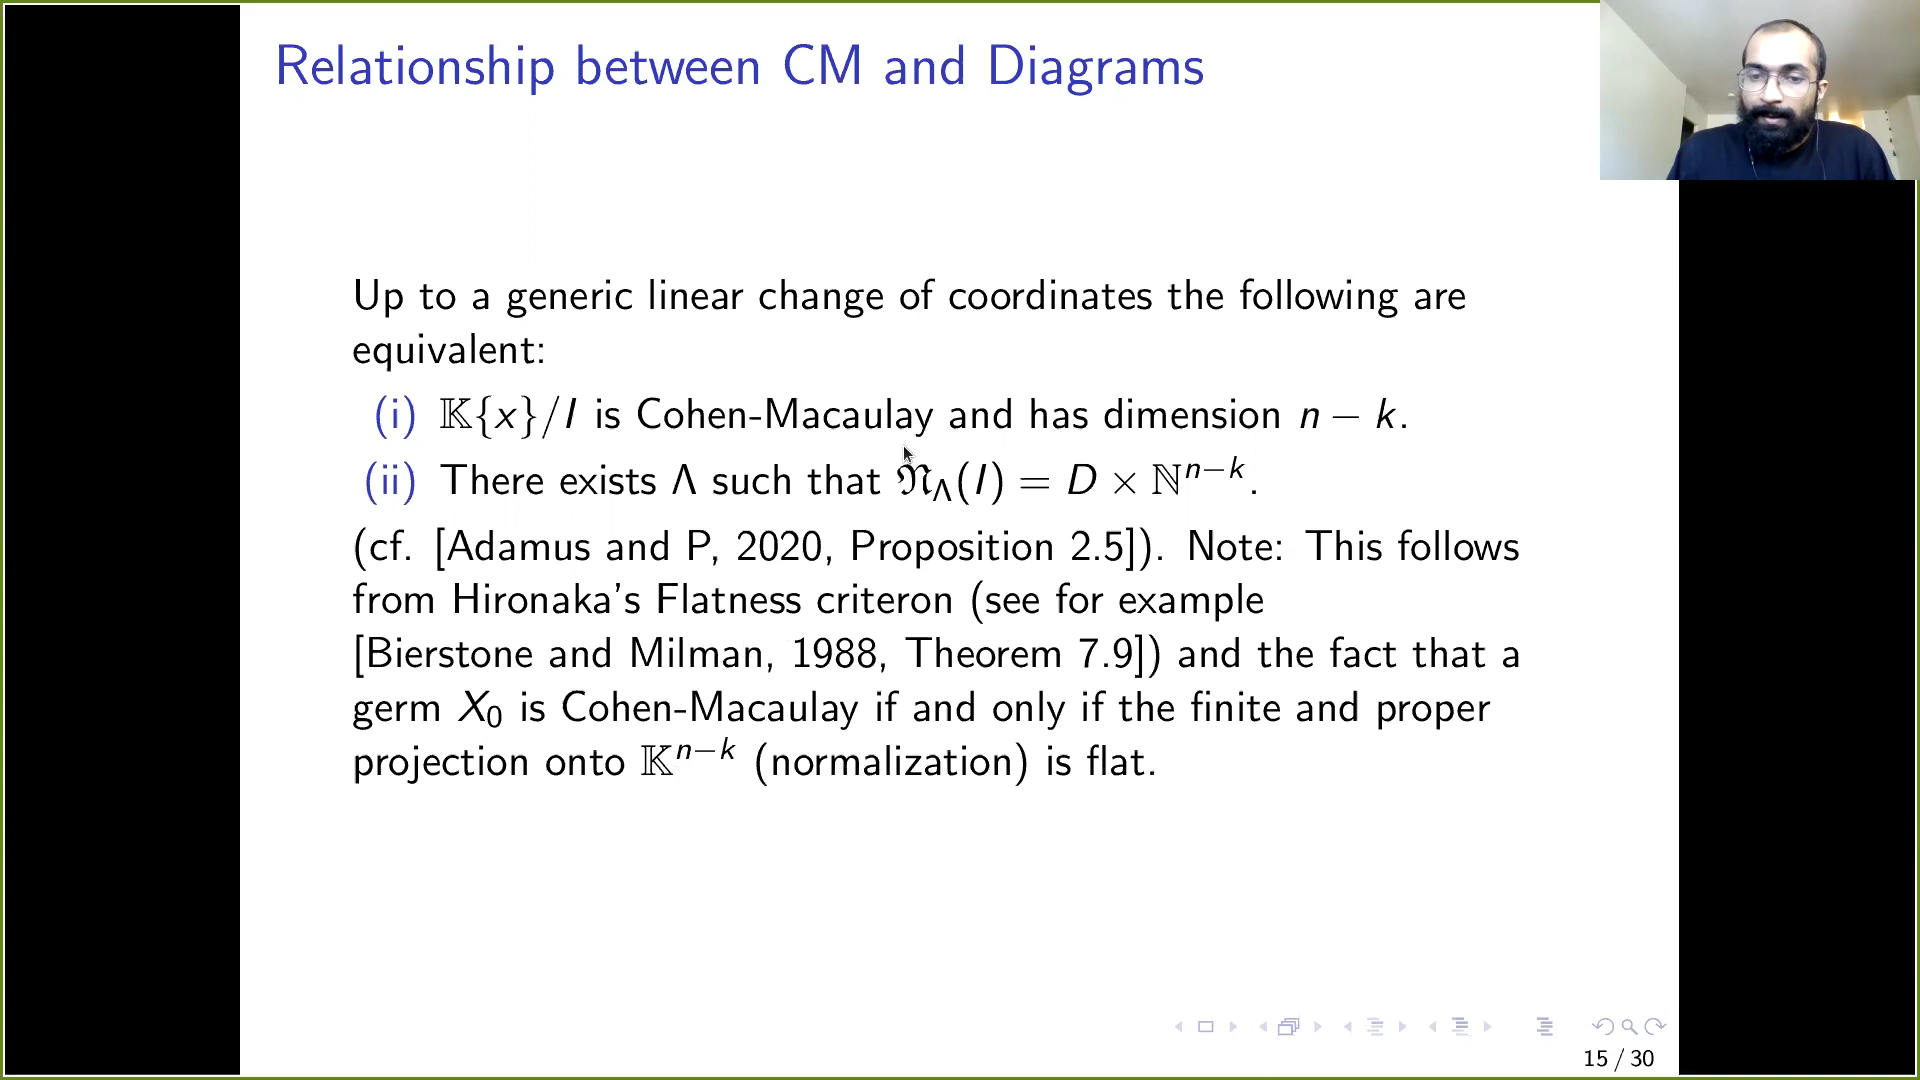 Relationship between CM and Diagrams
Up to a generic linear change of coordinates the following are
equivalent:
(i) 𝕂{x}/I is Cohen-Macaulay and has dimension n − k.
(ii) There exists Λ such that 𝔑_Λ(I) = D × ℕ^{n−k}.
(cf. [Adamus and P, 2020, Proposition 2.5]). Note: This follows
from Hironaka's Flatness criteron (see for example
[Bierstone and Milman, 1988, Theorem 7.9]) and the fact that a
germ X_0 is Cohen-Macaulay if and only if the finite and proper
projection onto 𝕂^{n−k} (normalization) is flat.
15 / 30